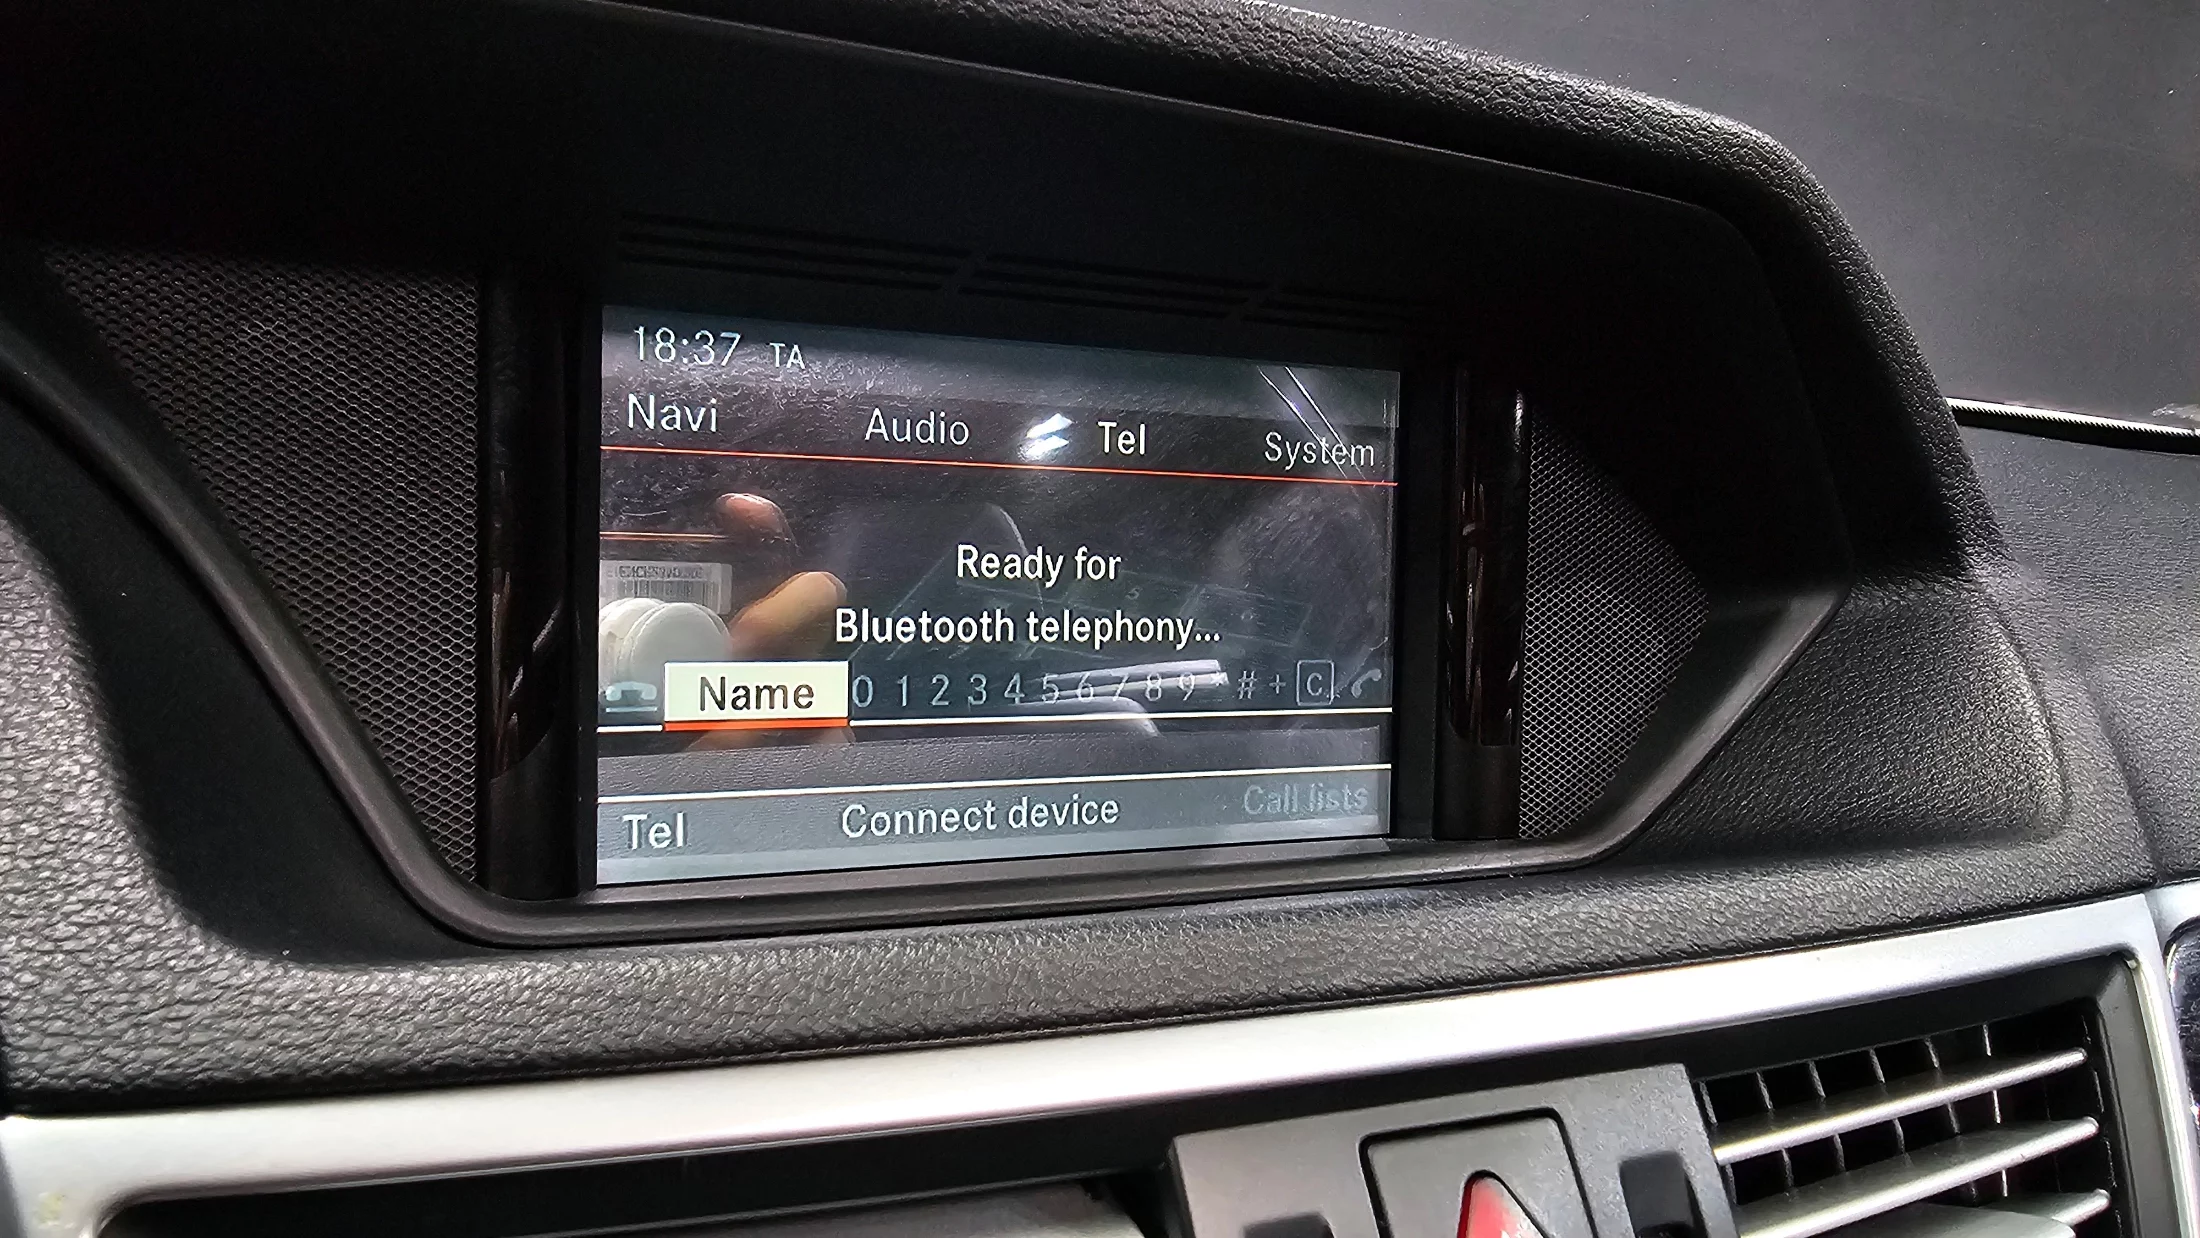 18:37 TA
Navi Audio Tel System
Ready for
Bluetooth telephony...
Name 0 1 2 3 4 5 6 7 8 9 * # + C
Tel Connect device Call lists